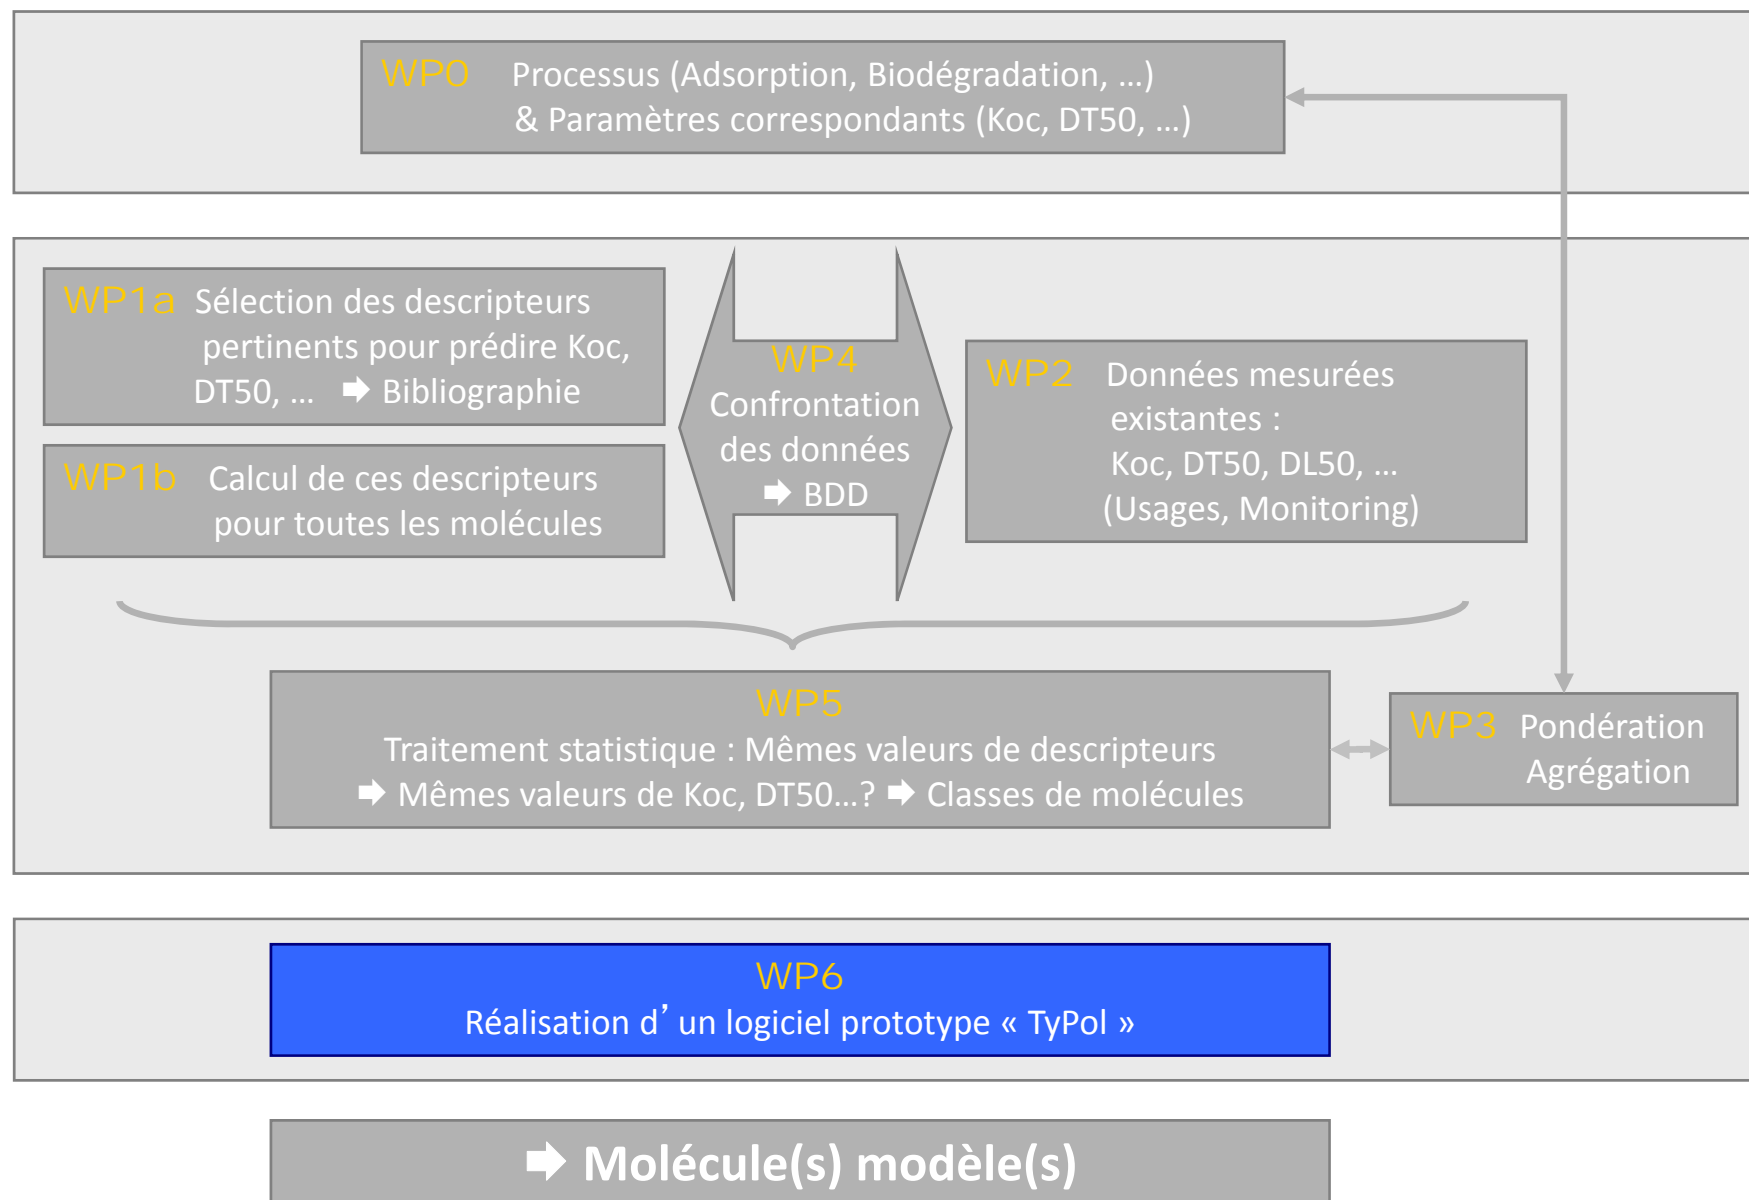 WP0 Processus (Adsorption, Biodégradation, ...)
& Paramètres correspondants (Koc, DT50, ...)
WP1a Sélection des descripteurs
pertinents pour prédire Koc,
DT50, ... ➡ Bibliographie
WP1b Calcul de ces descripteurs
pour toutes les molécules
WP4
Confrontation
des données
➡ BDD
WP2 Données mesurées
existantes :
Koc, DT50, DL50, ...
(Usages, Monitoring)
WP5
Traitement statistique : Mêmes valeurs de descripteurs
➡ Mêmes valeurs de Koc, DT50...? ➡ Classes de molécules
WP3 Pondération
Agrégation
WP6
Réalisation d’ un logiciel prototype « TyPol »
➡ Molécule(s) modèle(s)